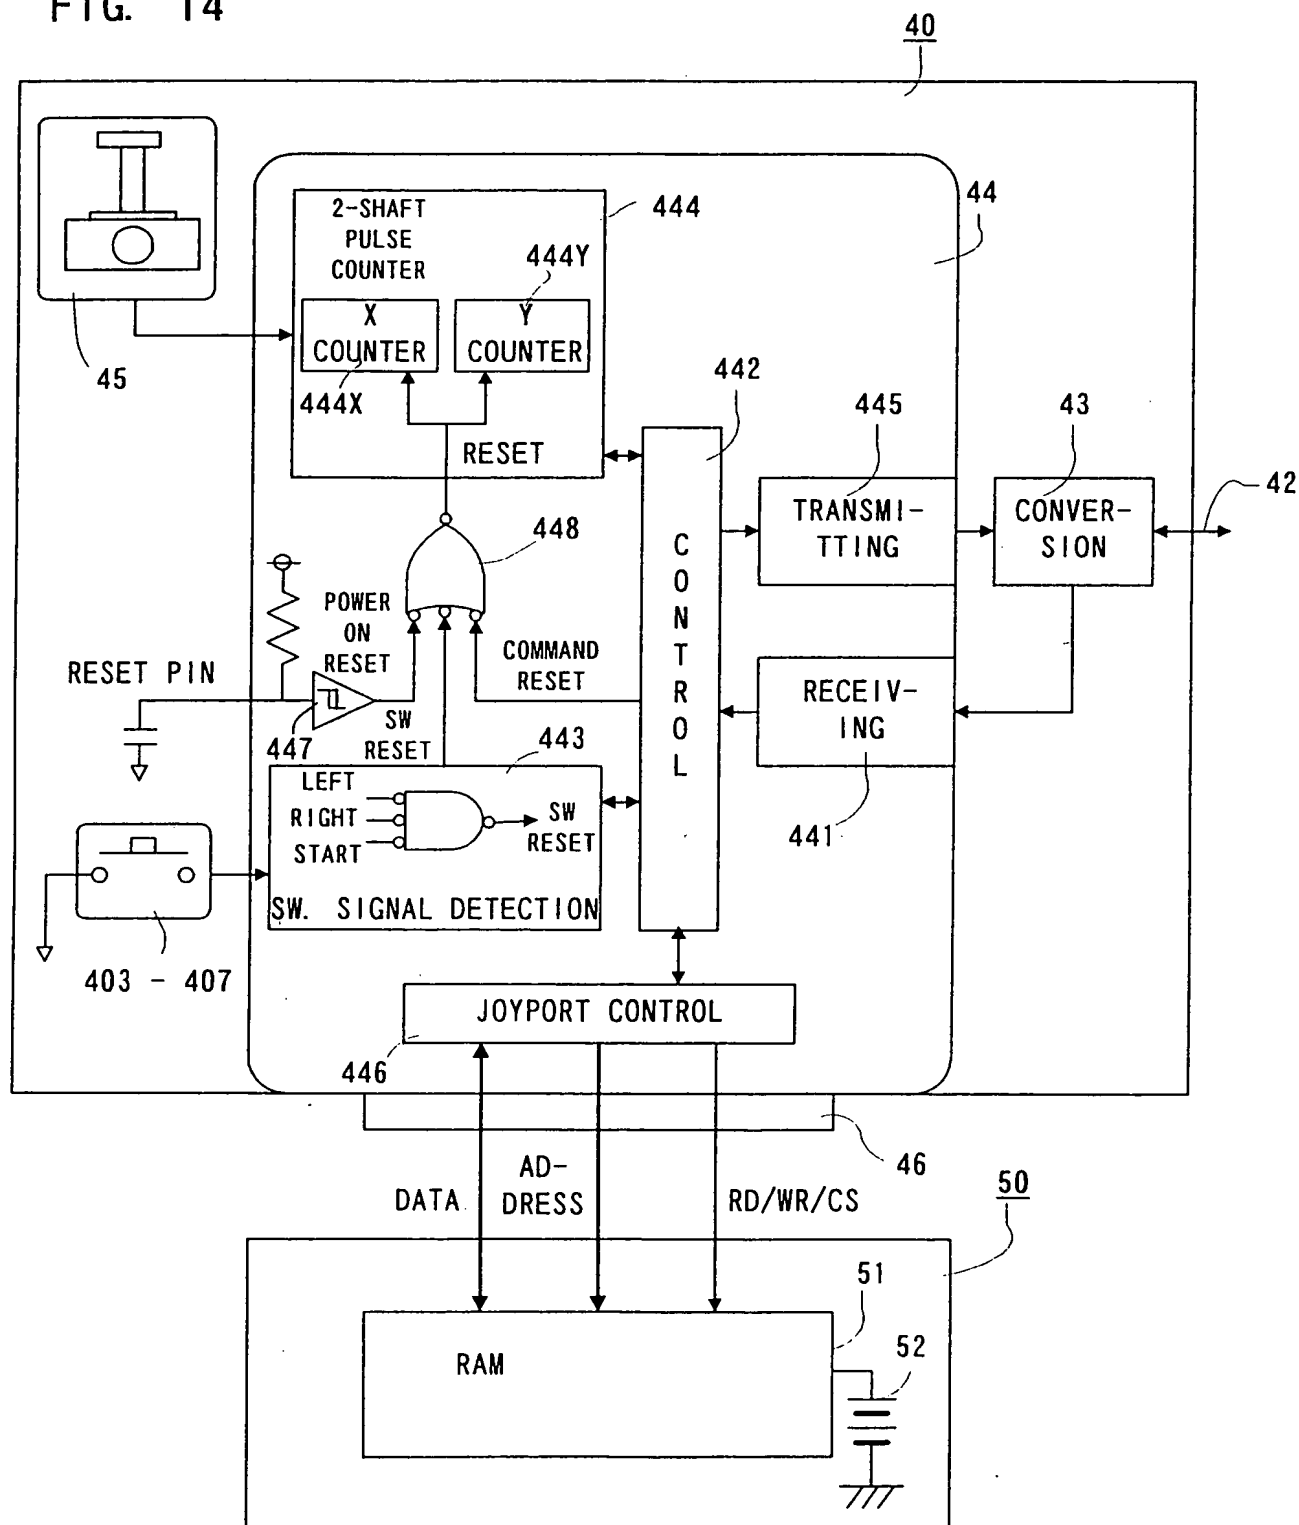 FIG. 14
40
2-SHAFT
PULSE
COUNTER
444
44
444Y
X
COUNTER
Y
COUNTER
45
444X
442
445
43
RESET
42
TRANSMI-
TTING
CONVER-
SION
448
CONTROL
POWER
ON
RESET
COMMAND
RESET
RESET PIN
RECEIV-
ING
SW
RESET
447
443
LEFT
RIGHT
START
SW
RESET
441
SW. SIGNAL DETECTION
403 - 407
JOYPORT CONTROL
446
46
AD-
DRESS
DATA
RD/WR/CS
50
51
52
RAM